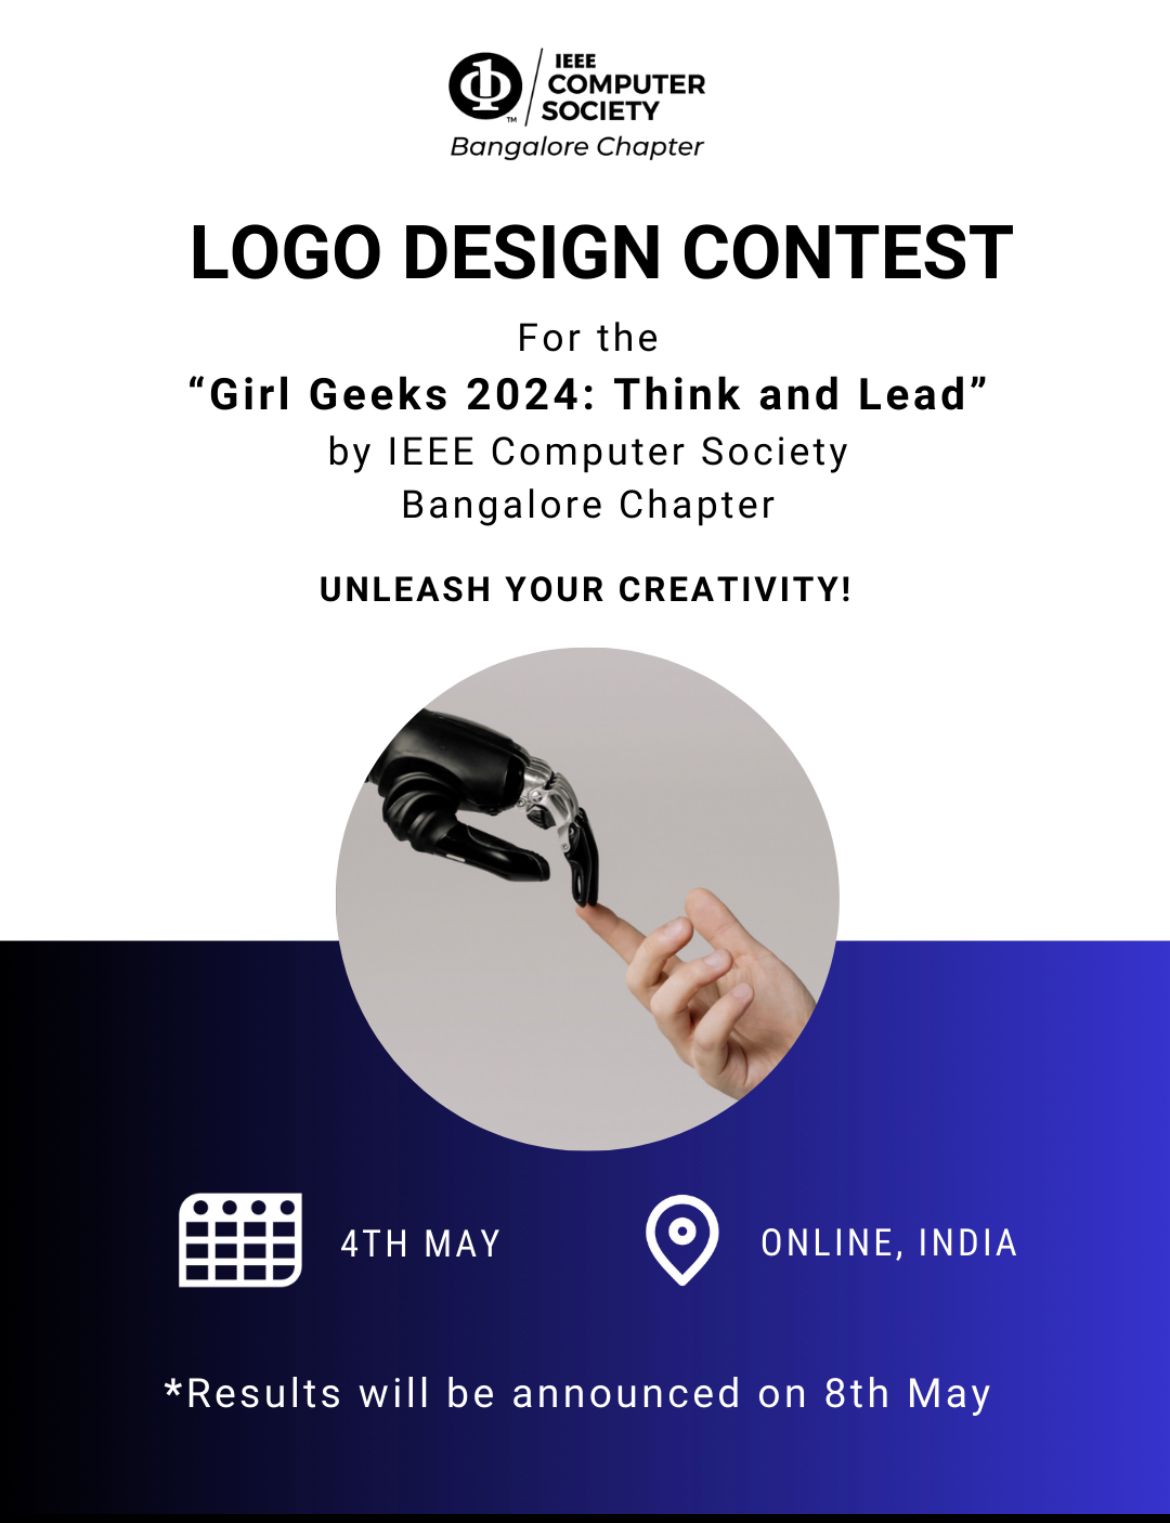 IEEE
COMPUTER
SOCIETY
TM
Bangalore Chapter
LOGO DESIGN CONTEST
For the
“Girl Geeks 2024: Think and Lead”
by IEEE Computer Society
Bangalore Chapter
UNLEASH YOUR CREATIVITY!
4TH MAY
ONLINE, INDIA
*Results will be announced on 8th May